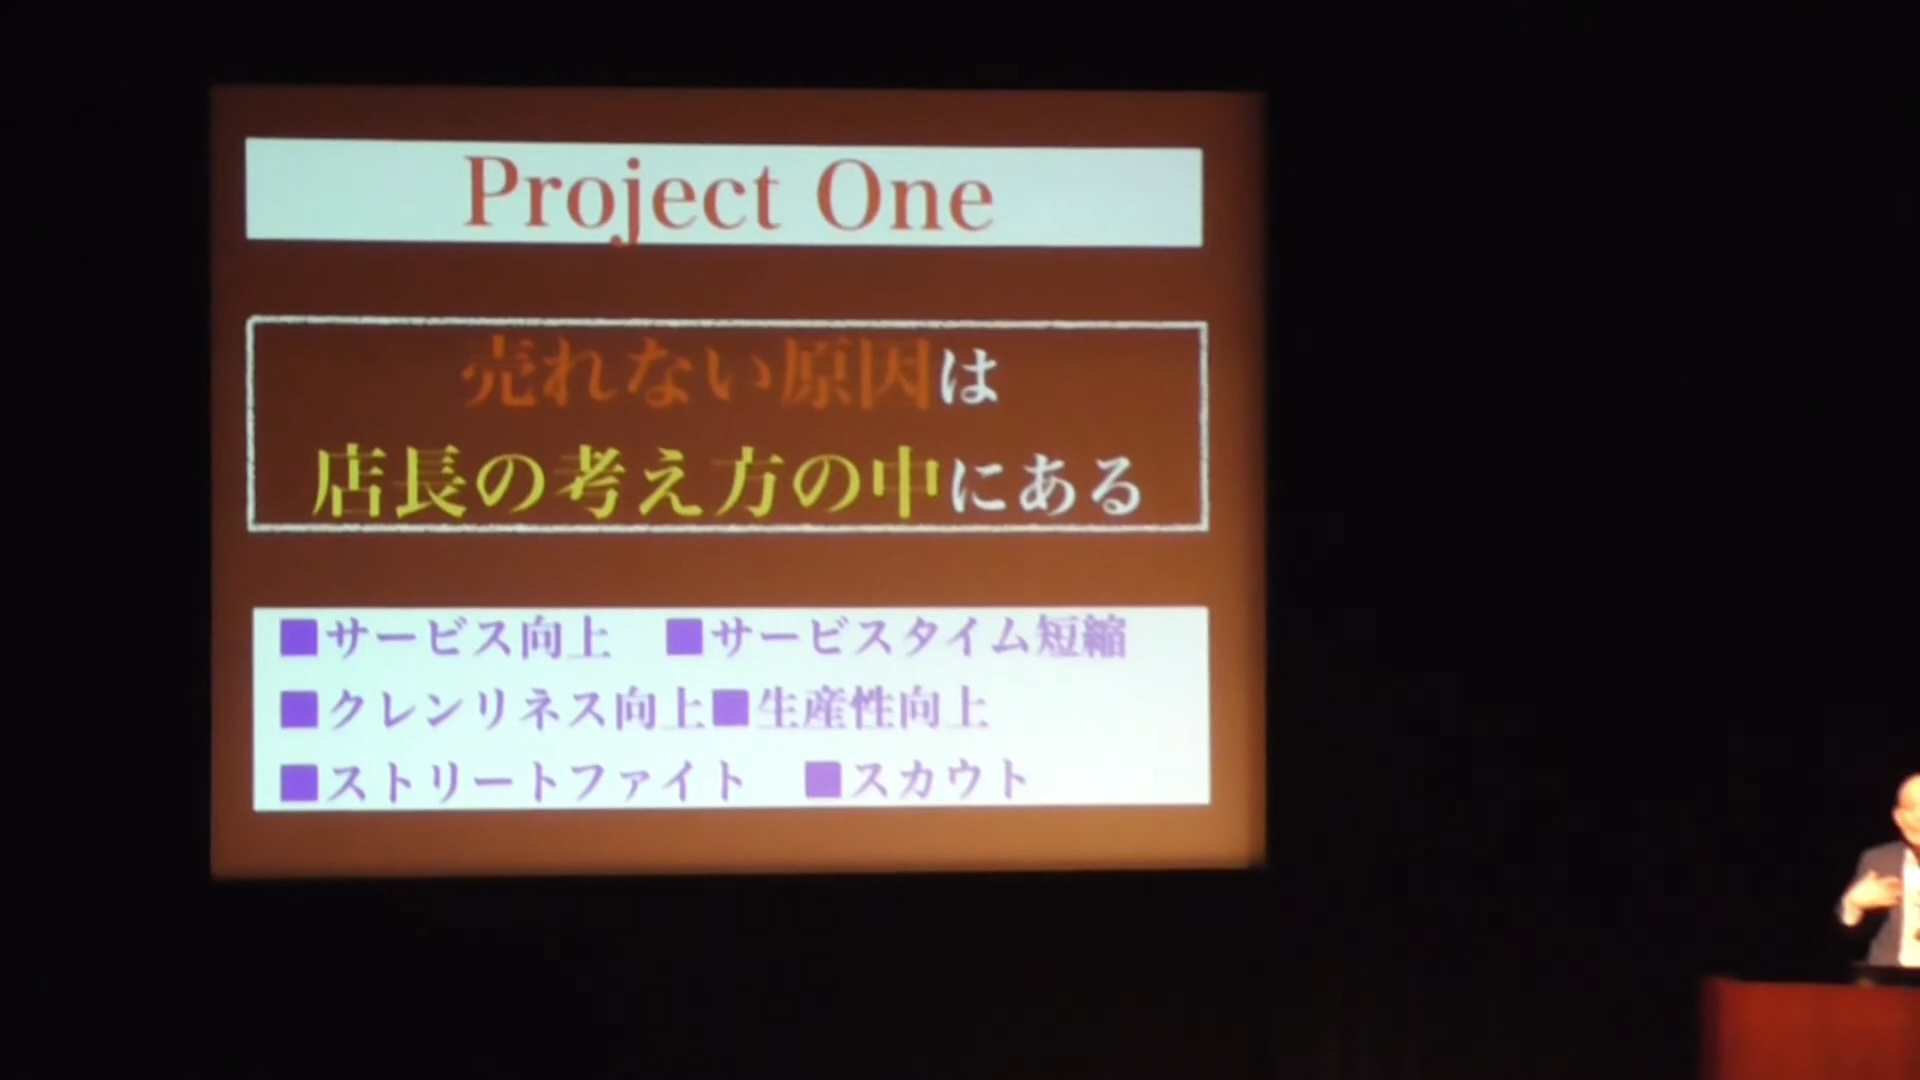 Project One
売れない原因は
店長の考え方の中にある
■サービス向上　■サービスタイム短縮
■クレンリネス向上■生産性向上
■ストリートファイト　■スカウト